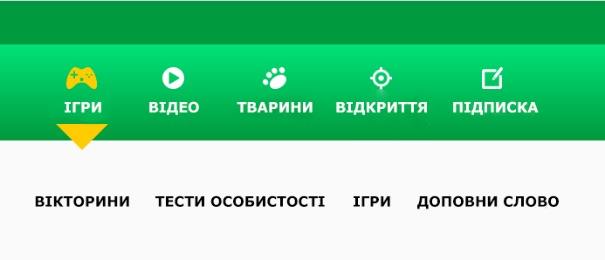 ІГРИ ВІДЕО ТВАРИНИ ВІДКРИТТЯ ПІДПИСКА
ВІКТОРИНИ ТЕСТИ ОСОБИСТОСТІ ІГРИ ДОПОВНИ СЛОВО